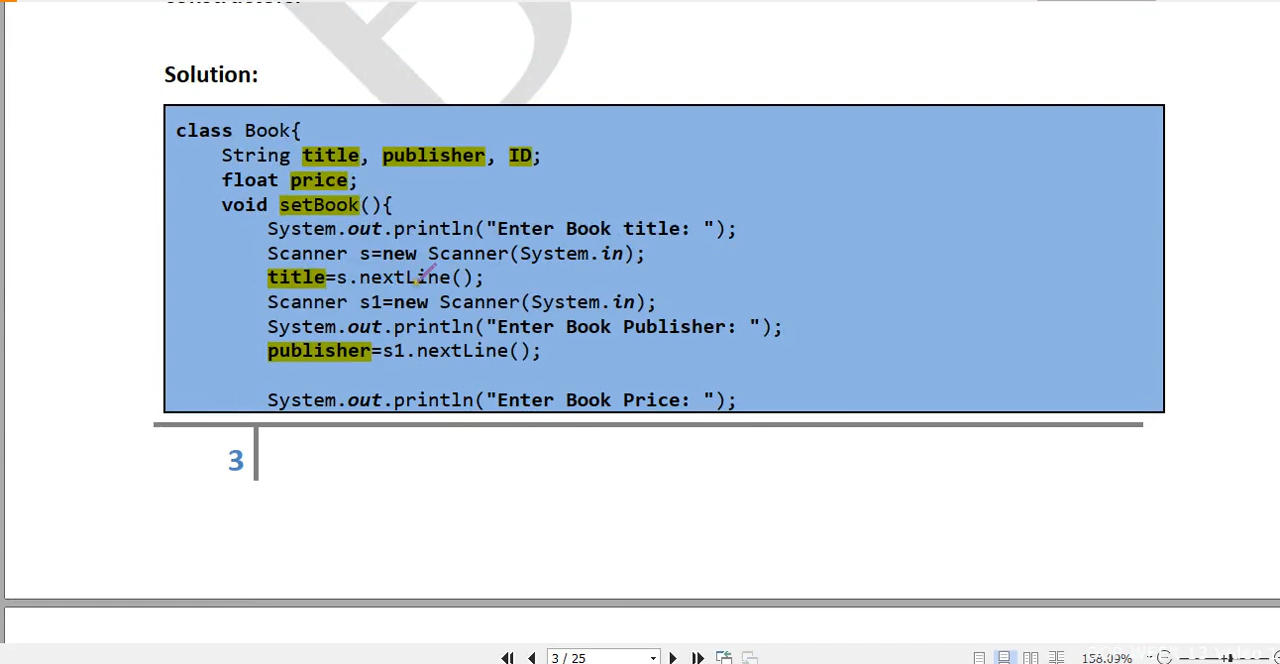 Solution:
class Book{
String title, publisher, ID;
float price;
void setBook(){
System.out.println("Enter Book title: ");
Scanner s=new Scanner(System.in);
title=s.nextLine();
Scanner s1=new Scanner(System.in);
System.out.println("Enter Book Publisher: ");
publisher=s1.nextLine();
System.out.println("Enter Book Price: ");
3
3 / 25
158.09%